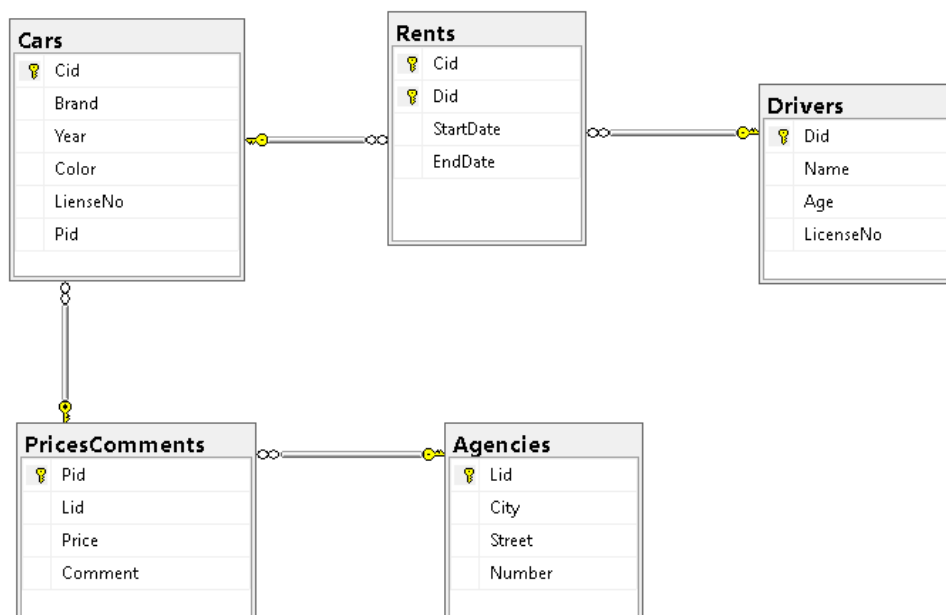 Cars
Cid
Brand
Year
Color
LienseNo
Pid
Rents
Cid
Did
StartDate
EndDate
Drivers
Did
Name
Age
LicenseNo
PricesComments
Pid
Lid
Price
Comment
Agencies
Lid
City
Street
Number